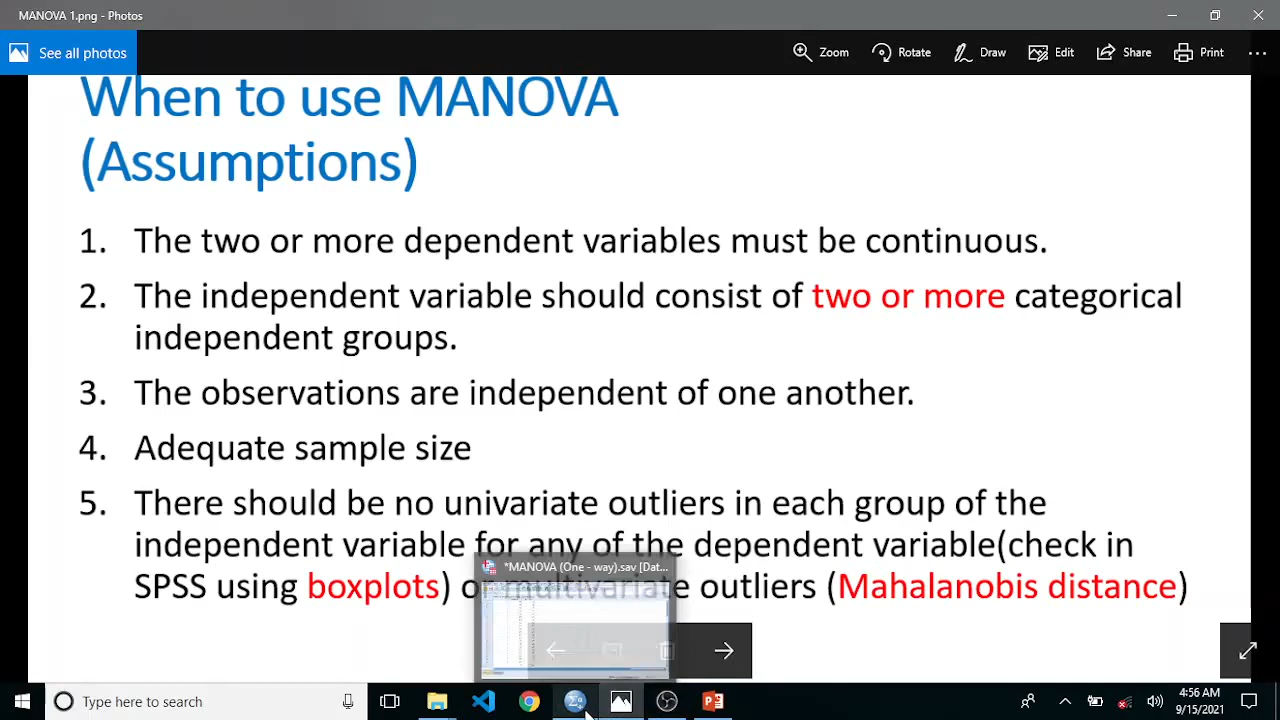 MANOVA 1.png - Photos
See all photos
Zoom
Rotate
Draw
Edit
Share
Print
When to use MANOVA
(Assumptions)
1. The two or more dependent variables must be continuous.
2. The independent variable should consist of two or more categorical
independent groups.
3. The observations are independent of one another.
4. Adequate sample size
5. There should be no univariate outliers in each group of the
independent variable for any of the dependent variable(check in
SPSS using boxplots) or multivariate outliers (Mahalanobis distance)
*MANOVA (One - way).sav [Dat...
Type here to search
4:56 AM
9/15/2021